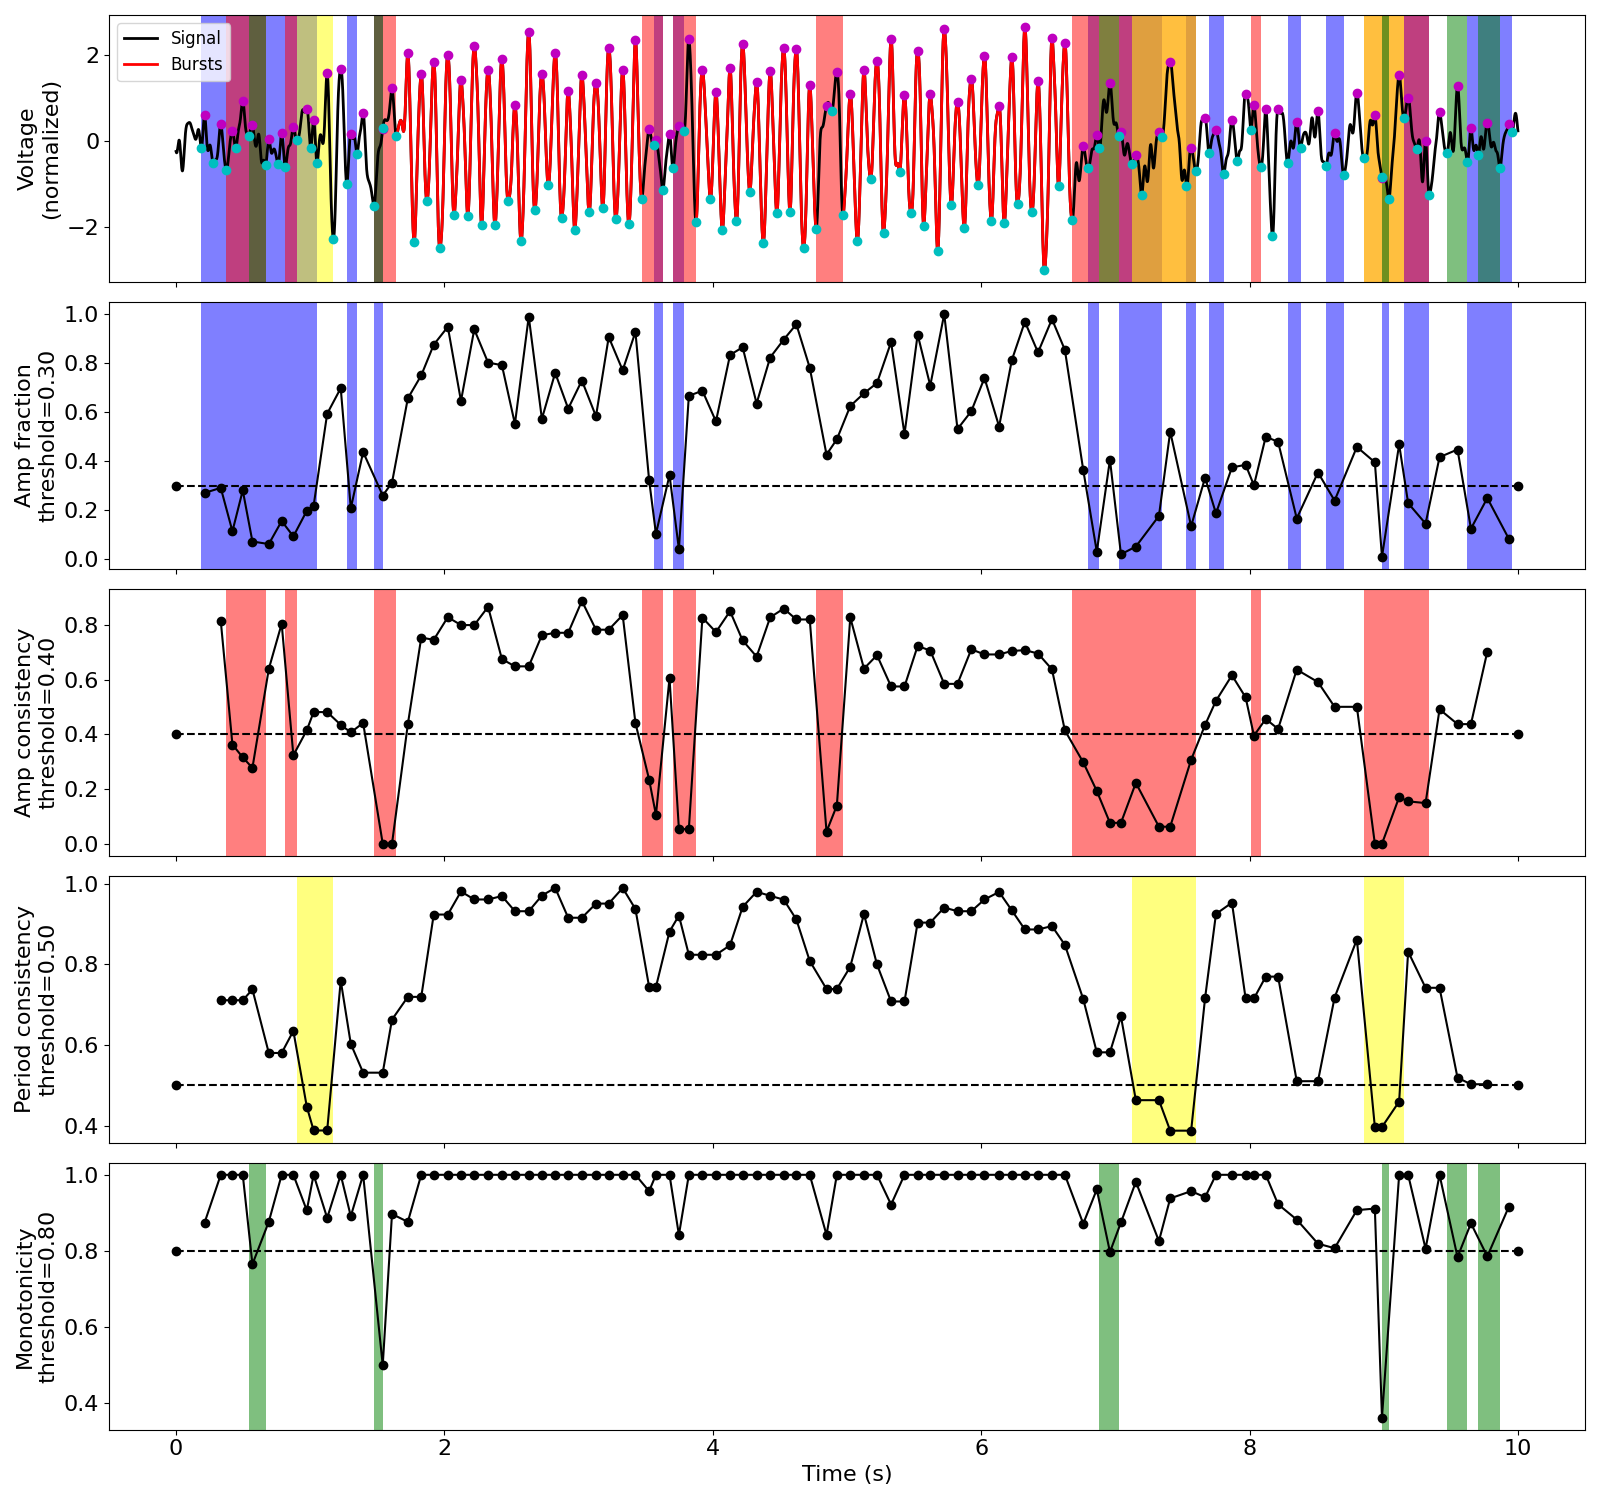 Signal
Bursts
Voltage
(normalized)
2
0
−2
Amp fraction
threshold=0.30
1.0
0.8
0.6
0.4
0.2
0.0
Amp consistency
threshold=0.40
0.8
0.6
0.4
0.2
0.0
Period consistency
threshold=0.50
1.0
0.8
0.6
0.4
Monotonicity
threshold=0.80
1.0
0.8
0.6
0.4
0 2 4 6 8 10
Time (s)